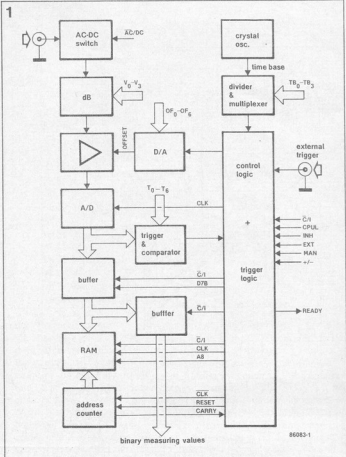 1
AC-DC
switch
A̅C̅/DC
crystal
osc.
time base
dB
V0-V3
OF0-OF6
divider
&
multiplexer
TB0-TB3
OFFSET
D/A
control
logic
+
trigger
logic
external
trigger
A/D
T0-T6
CLK
trigger
&
comparator
C̅/I
CPUL
INH
EXT
MAN
+/−
buffer
C̅/I
D7B
buffer
C̅/I
READY
RAM
C̅/I
CLK
A8
address
counter
C̅L̅K̅
RESET
CARRY
binary measuring values
86083-1